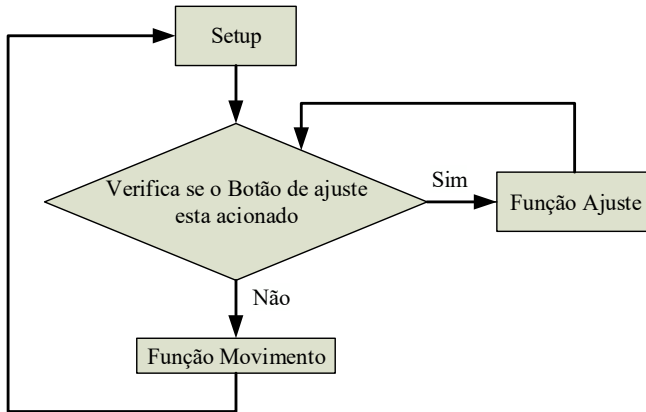 Setup
Verifica se o Botão de ajuste
esta acionado
Sim
Função Ajuste
Não
Função Movimento